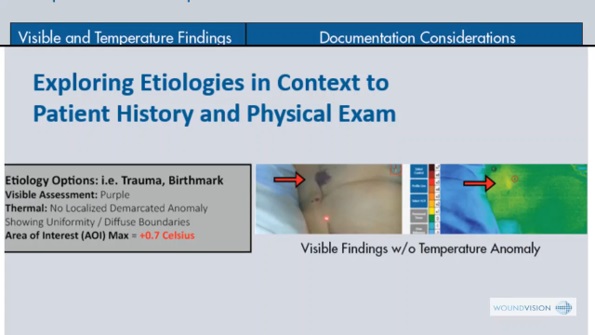 Visible and Temperature Findings
Documentation Considerations
Exploring Etiologies in Context to
Patient History and Physical Exam
Etiology Options: i.e. Trauma, Birthmark
Visible Assessment: Purple
Thermal: No Localized Demarcated Anomaly
Showing Uniformity / Diffuse Boundaries
Area of Interest (AOI) Max = +0.7 Celsius
Visible Findings w/o Temperature Anomaly
WOUNDVISION